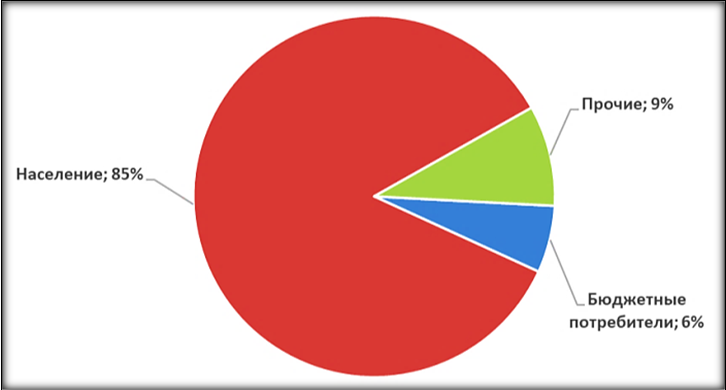 Прочие; 9%
Население; 85%
Бюджетные
потребители; 6%